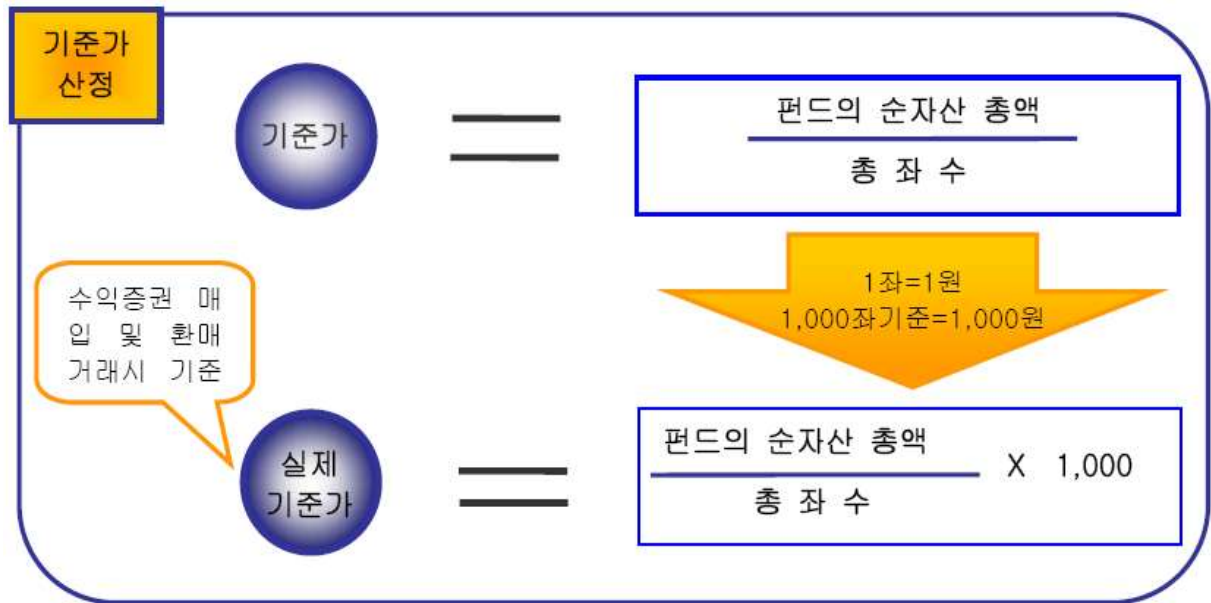 기준가
산정
기준가
펀드의 순자산 총액
총 좌 수
1좌=1원
1,000좌기준=1,000원
수익증권 매
입 및 환매
거래시 기준
실제
기준가
펀드의 순자산 총액
총 좌 수
X 1,000